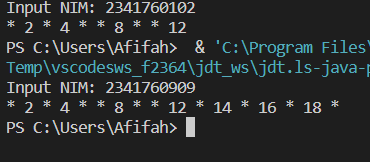 Input NIM: 2341760102
* 2 * 4 * * 8 * * 12
PS C:\Users\Afifah>  & 'C:\Program Files\
Temp\vscodesws_f2364\jdt_ws\jdt.ls-java-p
Input NIM: 2341760909
* 2 * 4 * * 8 * * 12 * 14 * 16 * 18 *
PS C:\Users\Afifah>